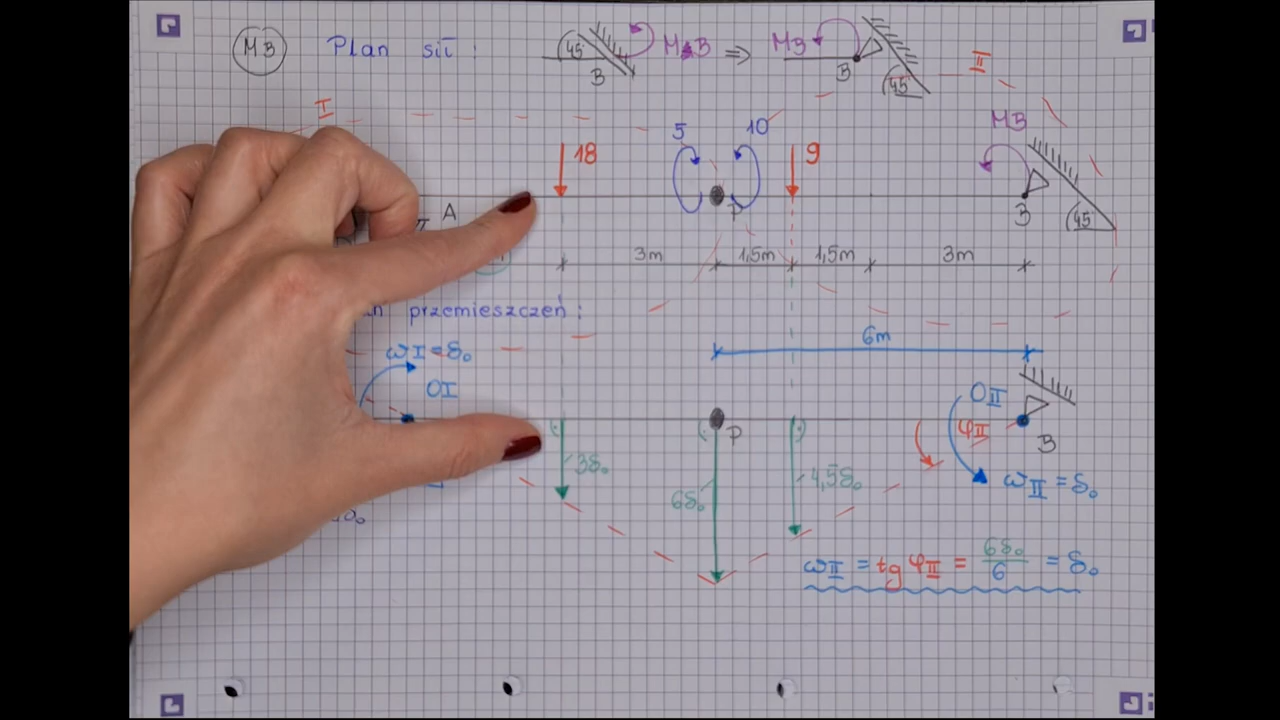 MB Plan sił : 45 B MAB ⇒ MB B 45 II
I
MB
5 10
18 9
A P B 45
3m 1,5m 1,5m 3m
przemieszczeń :
6m
ωI = δ₀
OI OII
φII
P B
3δ₀ 4,5δ₀ ωII = δ₀
6δ₀
ωII = tg φII = 6δ₀/6 = δ₀